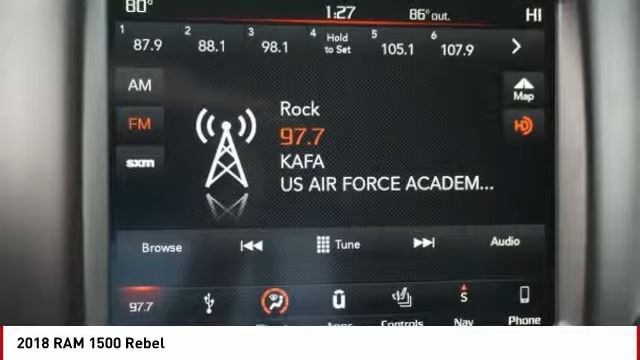 80° 1:27 86° out. HI
1 87.9 2 88.1 3 98.1 4 Hold to Set 5 105.1 6 107.9
AM
FM
sxm
Rock
97.7
KAFA
US AIR FORCE ACADEM...
Map
HD
Browse Tune Audio
97.7 Controls S Nav Phone
2018 RAM 1500 Rebel